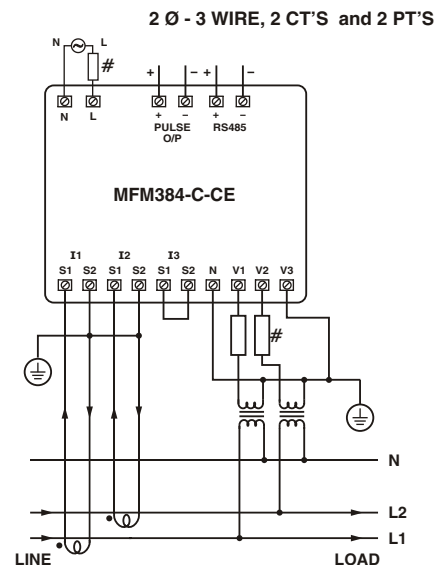 2 Ø - 3 WIRE, 2 CT'S and 2 PT'S
N L
#
+ − + −
N L + − + −
PULSE O/P RS485
MFM384-C-CE
I1 I2 I3
S1 S2 S1 S2 S1 S2 N V1 V2 V3
#
N
L2
L1
LINE LOAD